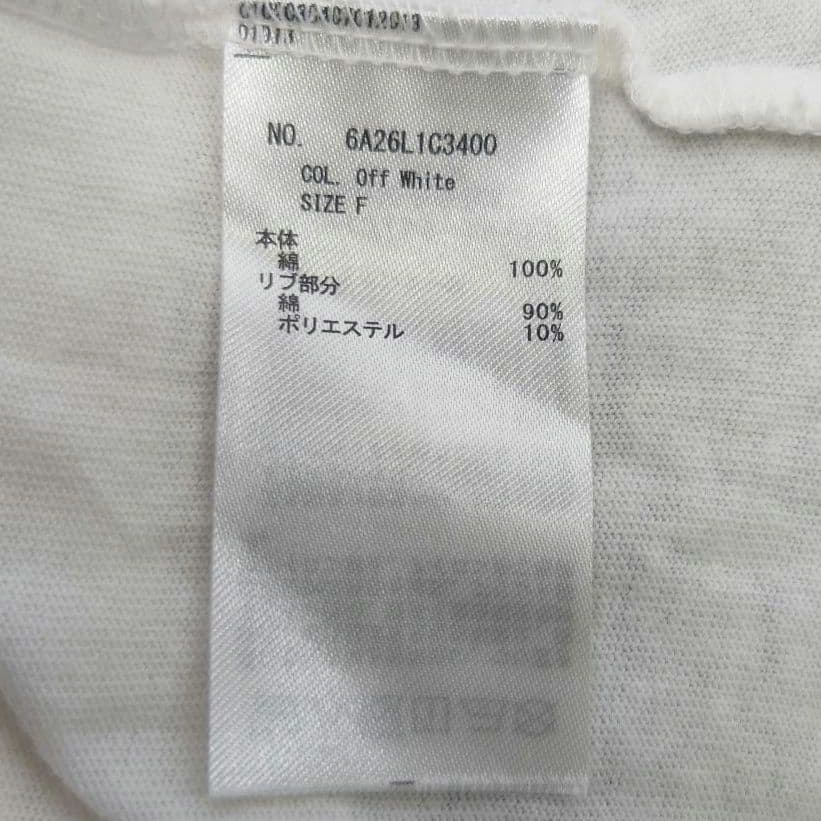 NO. 6A26L1C3400
COL. Off White
SIZE F
本体
綿 100%
リブ部分
綿 90%
ポリエステル 10%